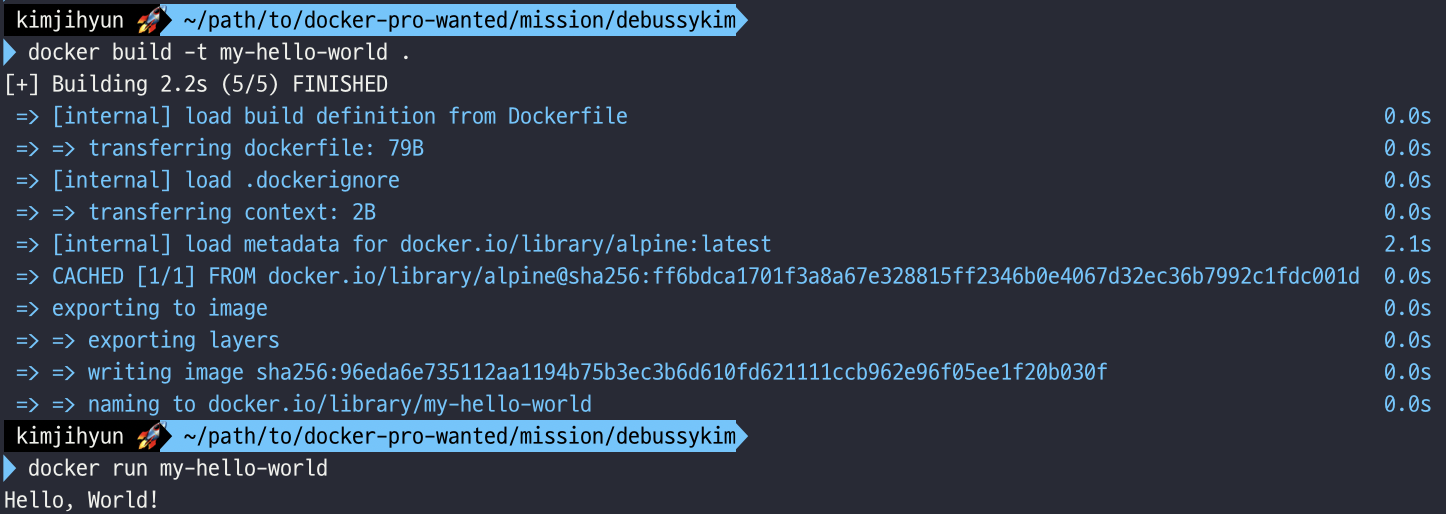 kimjihyun 🚀 ~/path/to/docker-pro-wanted/mission/debussykim
docker build -t my-hello-world .
[+] Building 2.2s (5/5) FINISHED
=> [internal] load build definition from Dockerfile 0.0s
=> => transferring dockerfile: 79B 0.0s
=> [internal] load .dockerignore 0.0s
=> => transferring context: 2B 0.0s
=> [internal] load metadata for docker.io/library/alpine:latest 2.1s
=> CACHED [1/1] FROM docker.io/library/alpine@sha256:ff6bdca1701f3a8a67e328815ff2346b0e4067d32ec36b7992c1fdc001d 0.0s
=> exporting to image 0.0s
=> => exporting layers 0.0s
=> => writing image sha256:96eda6e735112aa1194b75b3ec3b6d610fd621111ccb962e96f05ee1f20b030f 0.0s
=> => naming to docker.io/library/my-hello-world 0.0s
kimjihyun 🚀 ~/path/to/docker-pro-wanted/mission/debussykim
docker run my-hello-world
Hello, World!